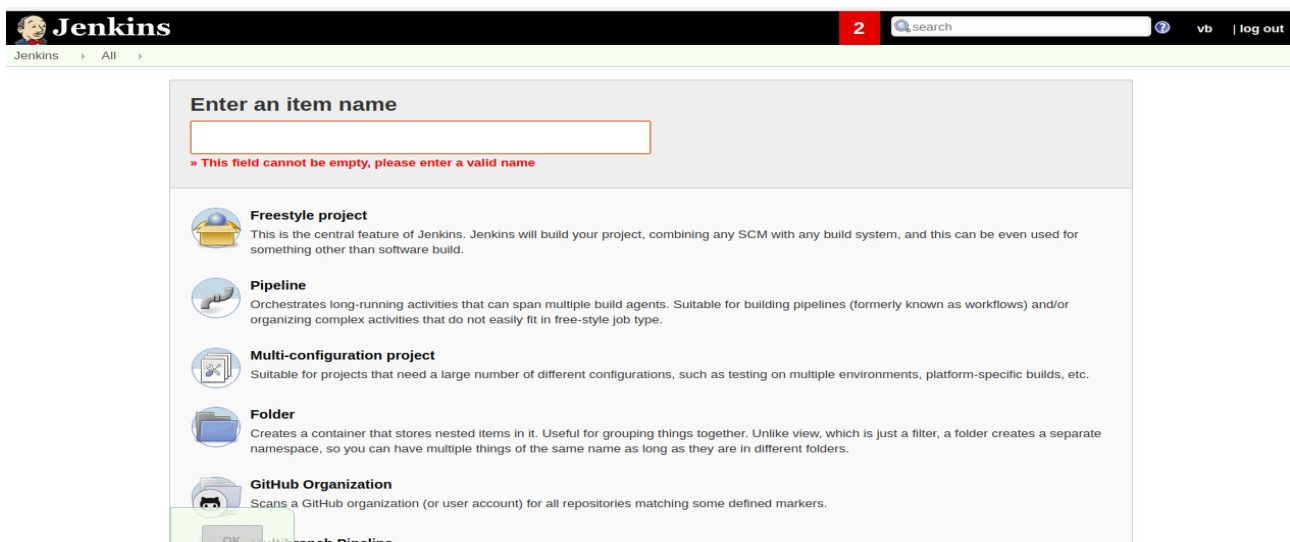 Jenkins
2
search
vb | log out
Jenkins All
Enter an item name
» This field cannot be empty, please enter a valid name
Freestyle project
This is the central feature of Jenkins. Jenkins will build your project, combining any SCM with any build system, and this can be even used for
something other than software build.
Pipeline
Orchestrates long-running activities that can span multiple build agents. Suitable for building pipelines (formerly known as workflows) and/or
organizing complex activities that do not easily fit in free-style job type.
Multi-configuration project
Suitable for projects that need a large number of different configurations, such as testing on multiple environments, platform-specific builds, etc.
Folder
Creates a container that stores nested items in it. Useful for grouping things together. Unlike view, which is just a filter, a folder creates a separate
namespace, so you can have multiple things of the same name as long as they are in different folders.
GitHub Organization
Scans a GitHub organization (or user account) for all repositories matching some defined markers.
OK
Multibranch Pipeline